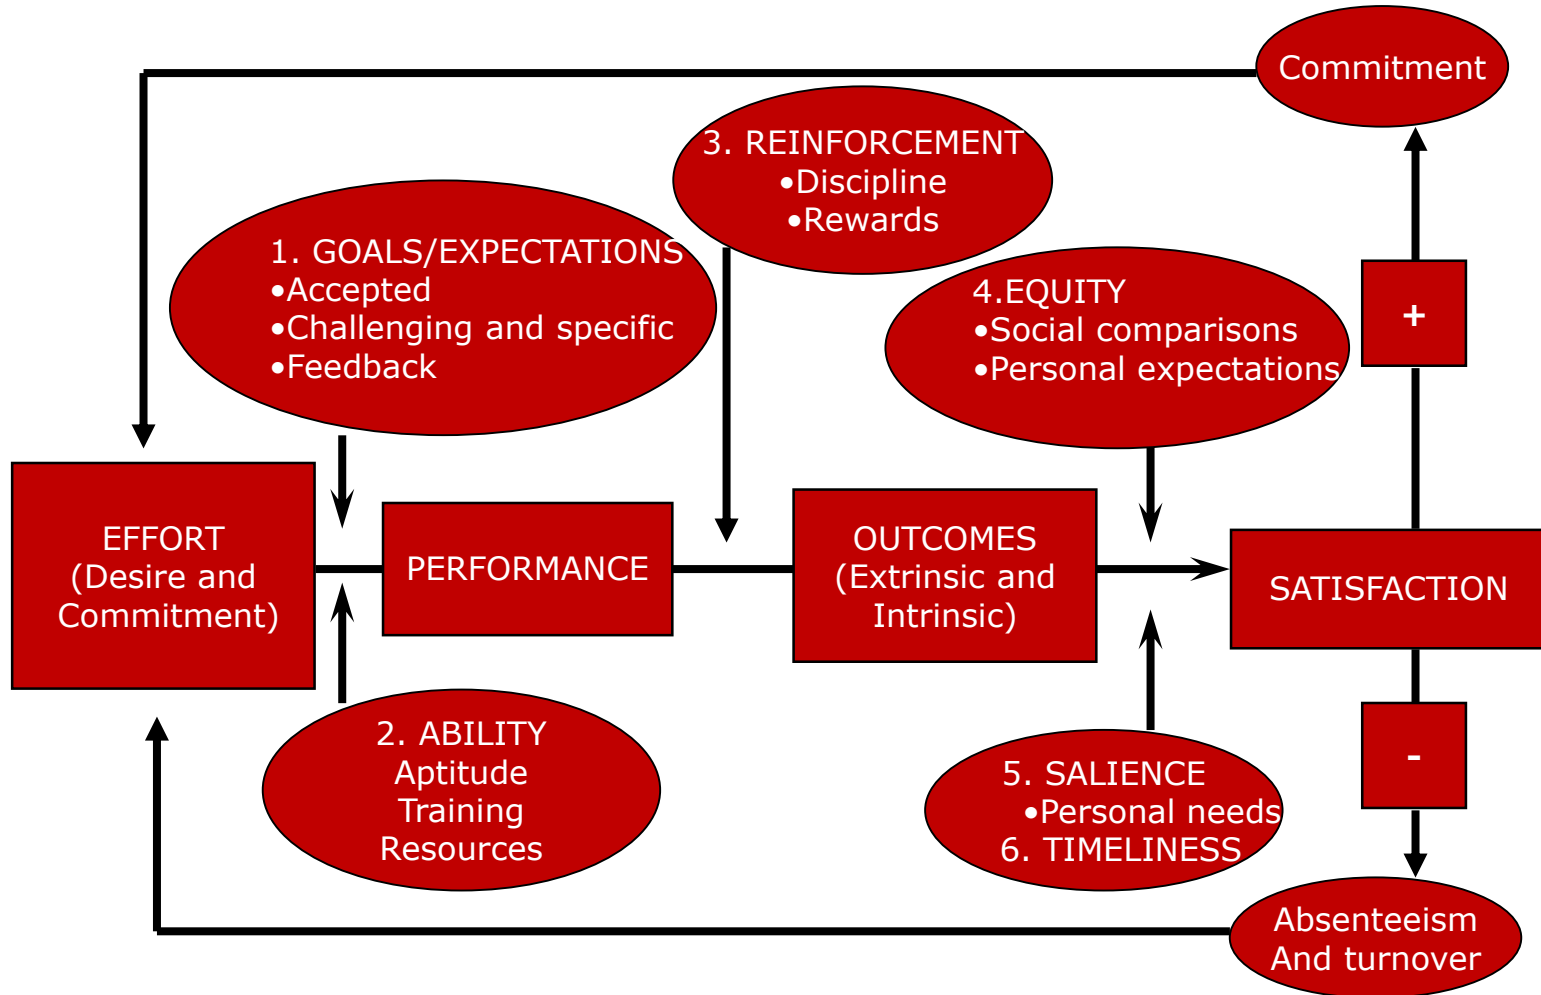 Commitment
3. REINFORCEMENT
•Discipline
•Rewards
1. GOALS/EXPECTATIONS
•Accepted
•Challenging and specific
•Feedback
4.EQUITY
•Social comparisons
•Personal expectations
+
EFFORT
(Desire and
Commitment)
PERFORMANCE
OUTCOMES
(Extrinsic and
Intrinsic)
SATISFACTION
2. ABILITY
Aptitude
Training
Resources
5. SALIENCE
•Personal needs
6. TIMELINESS
-
Absenteeism
And turnover